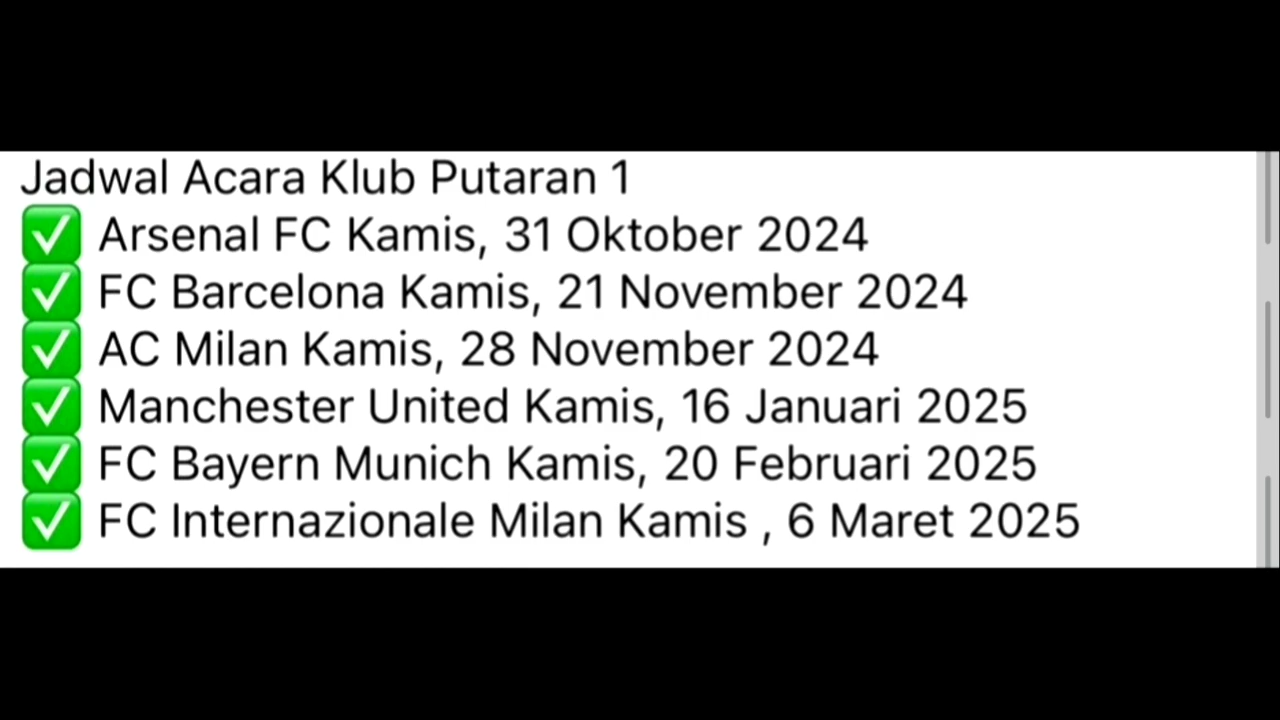 Jadwal Acara Klub Putaran 1
✅ Arsenal FC Kamis, 31 Oktober 2024
✅ FC Barcelona Kamis, 21 November 2024
✅ AC Milan Kamis, 28 November 2024
✅ Manchester United Kamis, 16 Januari 2025
✅ FC Bayern Munich Kamis, 20 Februari 2025
✅ FC Internazionale Milan Kamis , 6 Maret 2025